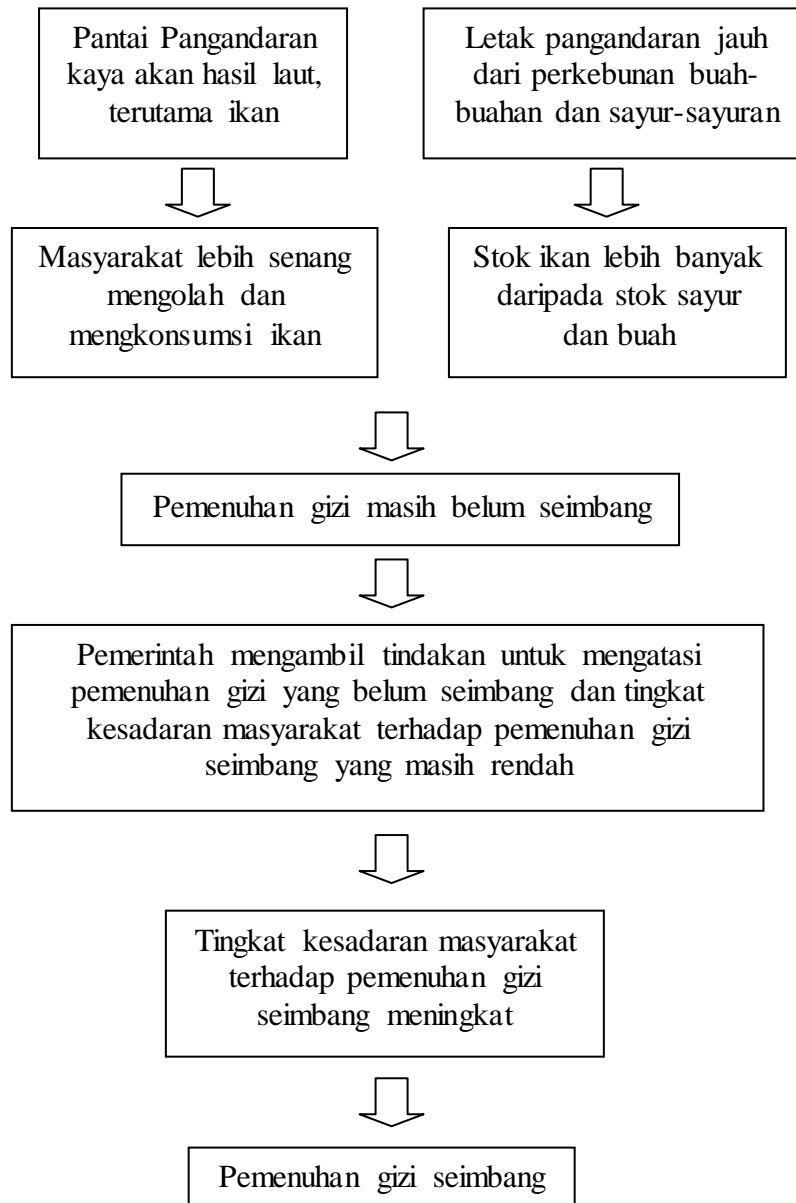 Pantai Pangandaran
kaya akan hasil laut,
terutama ikan
Letak pangandaran jauh
dari perkebunan buah-
buahan dan sayur-sayuran
Masyarakat lebih senang
mengolah dan
mengkonsumsi ikan
Stok ikan lebih banyak
daripada stok sayur
dan buah
Pemenuhan gizi masih belum seimbang
Pemerintah mengambil tindakan untuk mengatasi
pemenuhan gizi yang belum seimbang dan tingkat
kesadaran masyarakat terhadap pemenuhan gizi
seimbang yang masih rendah
Tingkat kesadaran masyarakat
terhadap pemenuhan gizi
seimbang meningkat
Pemenuhan gizi seimbang